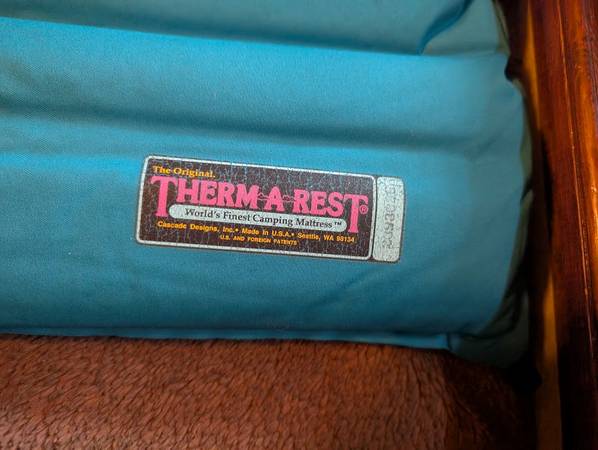 The Original.
THERM-A-REST®
World's Finest Camping Mattress™
Cascade Designs, Inc.• Made in U.S.A.• Seattle, WA 98134
U.S. AND FOREIGN PATENTS